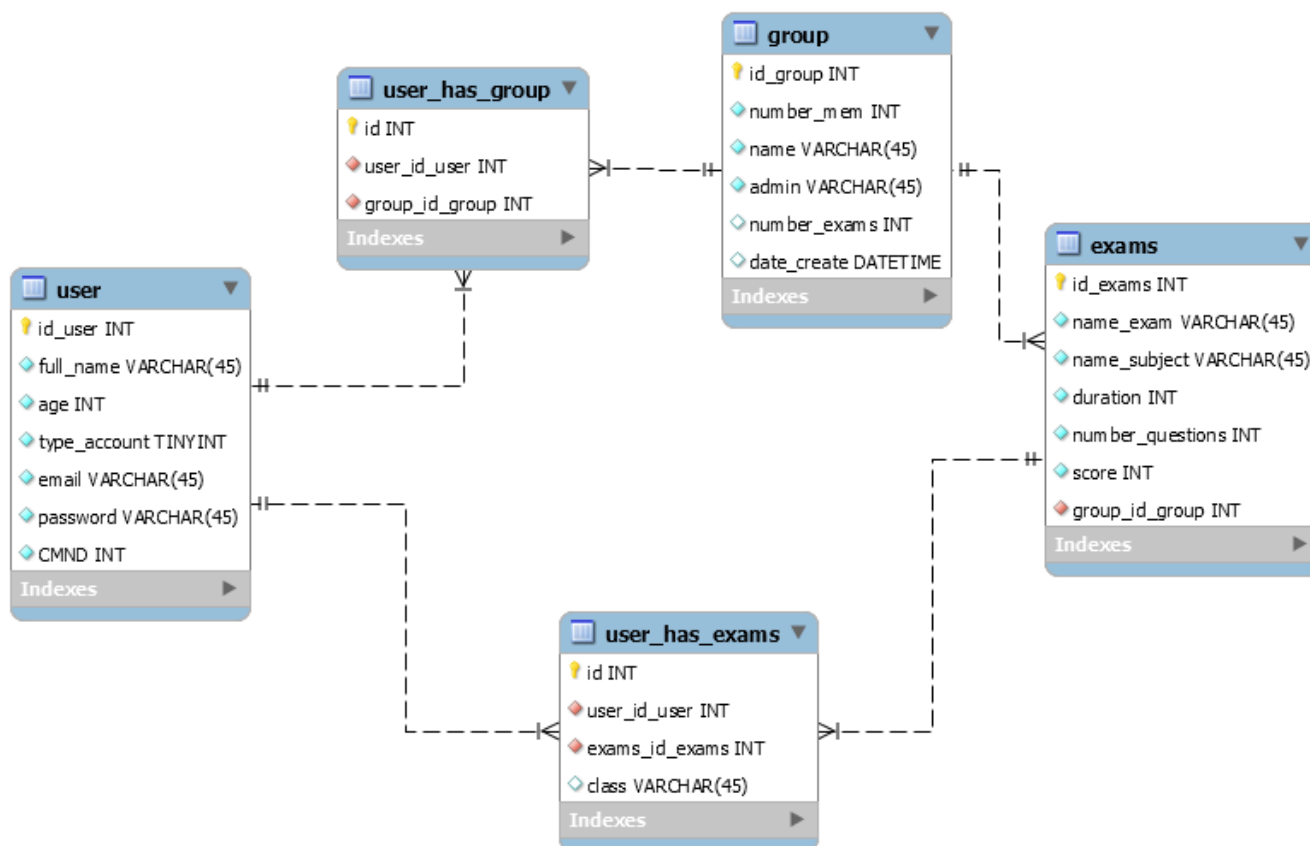 group
id_group INT
number_mem INT
name VARCHAR(45)
admin VARCHAR(45)
number_exams INT
date_create DATETIME
Indexes
user_has_group
id INT
user_id_user INT
group_id_group INT
Indexes
exams
id_exams INT
name_exam VARCHAR(45)
name_subject VARCHAR(45)
duration INT
number_questions INT
score INT
group_id_group INT
Indexes
user
id_user INT
full_name VARCHAR(45)
age INT
type_account TINYINT
email VARCHAR(45)
password VARCHAR(45)
CMND INT
Indexes
user_has_exams
id INT
user_id_user INT
exams_id_exams INT
class VARCHAR(45)
Indexes